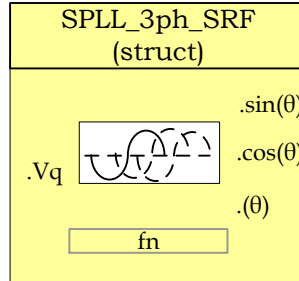 SPLL_3ph_SRF
(struct)
.sin(θ)
.Vq
.cos(θ)
.(θ)
fn